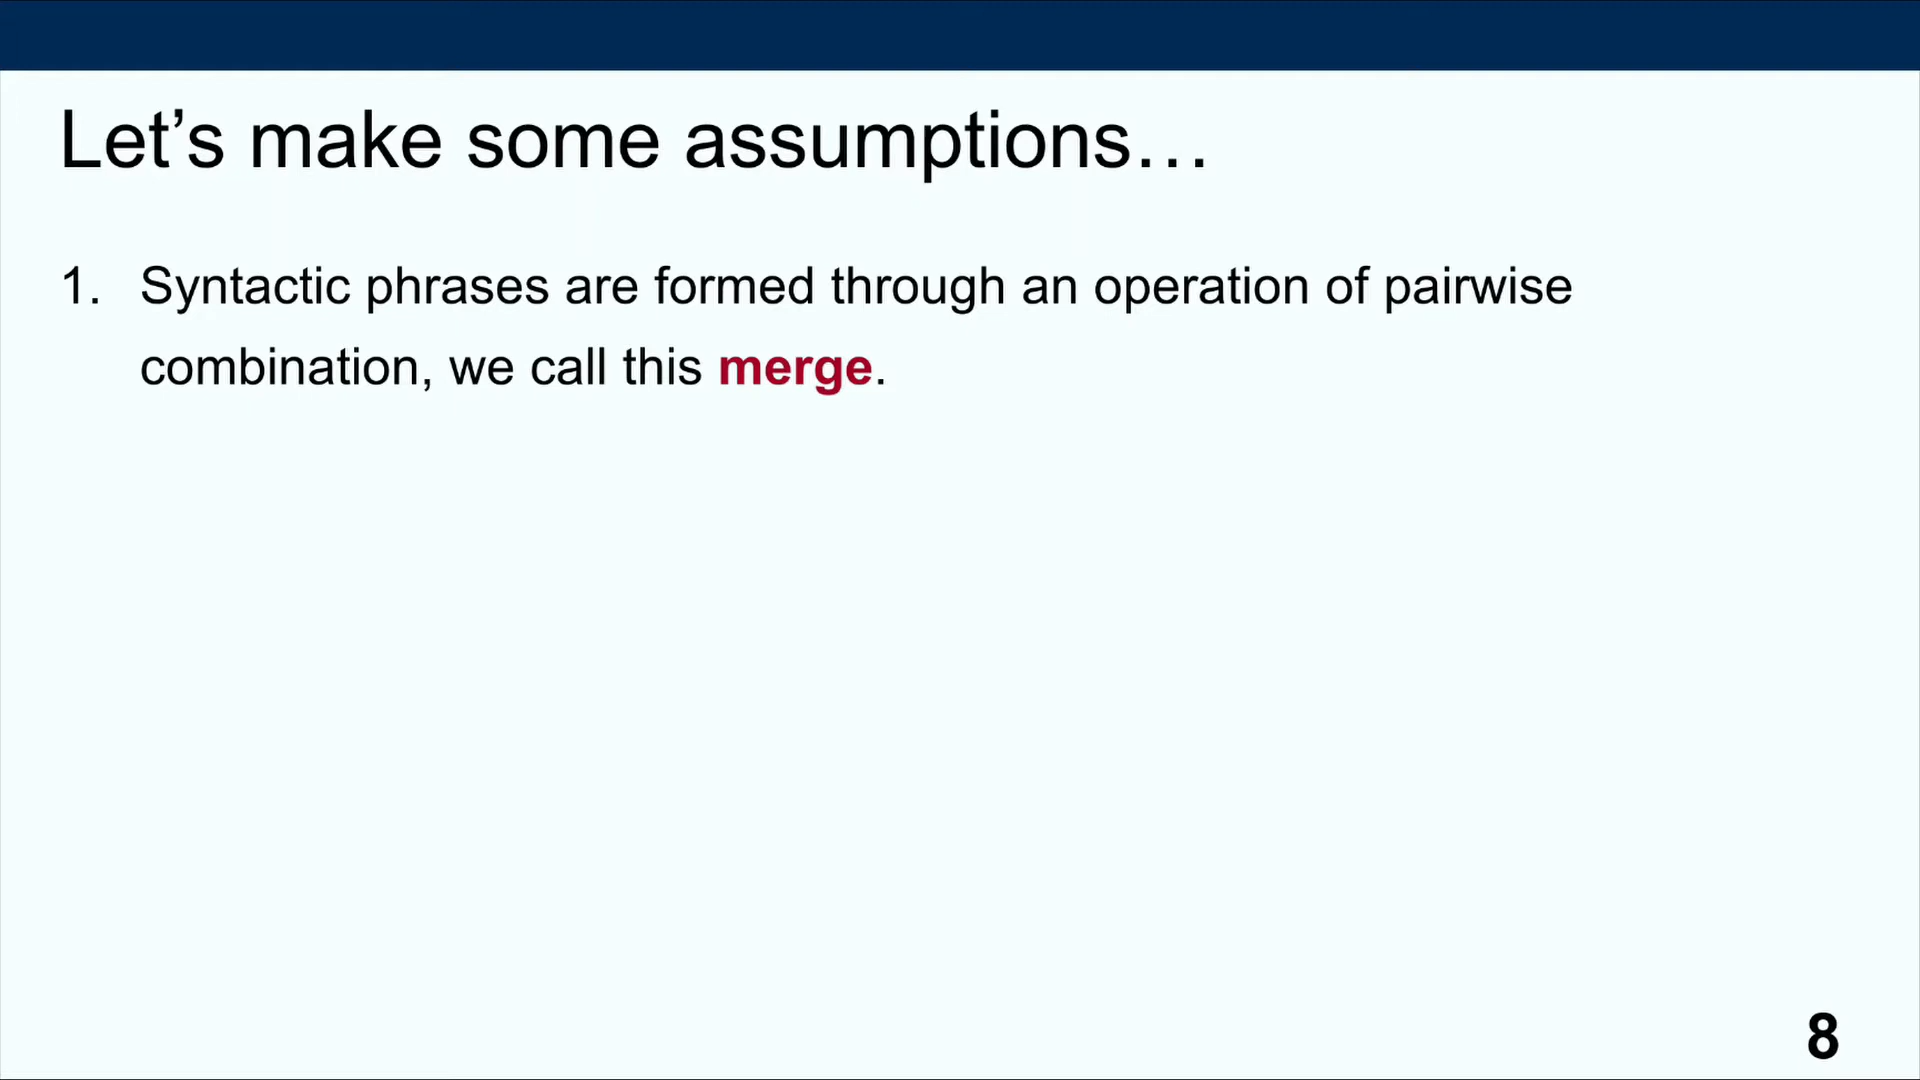 Let’s make some assumptions…
1. Syntactic phrases are formed through an operation of pairwise
combination, we call this merge.
8